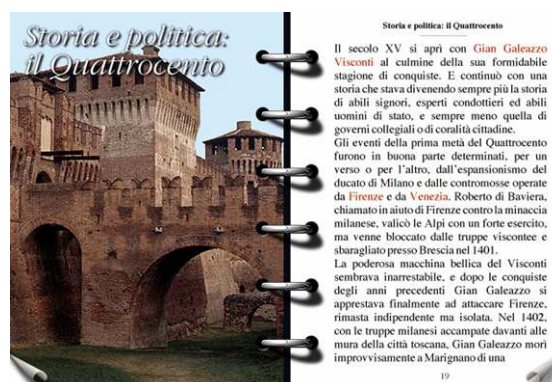 Storia e politica:
il Quattrocento
Storia e politica: il Quattrocento
Il secolo XV si aprì con Gian Galeazzo
Visconti al culmine della sua formidabile
stagione di conquiste. E continuò con una
storia che stava divenendo sempre più la storia
di abili signori, esperti condottieri ed abili
uomini di stato, e sempre meno quella di
governi collegiali o di coralità cittadine.
Gli eventi della prima metà del Quattrocento
furono in buona parte determinati, per un
verso o per l'altro, dall'espansionismo del
ducato di Milano e dalle contromosse operate
da Firenze e da Venezia. Roberto di Baviera,
chiamato in aiuto di Firenze contro la minaccia
milanese, valicò le Alpi con un forte esercito,
ma venne bloccato dalle truppe viscontee e
sbaragliato presso Brescia nel 1401.
La poderosa macchina bellica del Visconti
sembrava inarrestabile, e dopo le conquiste
degli anni precedenti Gian Galeazzo si
apprestava finalmente ad attaccare Firenze,
rimasta indipendente ma isolata. Nel 1402,
con le truppe milanesi accampate davanti alle
mura della città toscana, Gian Galeazzo morì
improvvisamente a Marignano di una
19